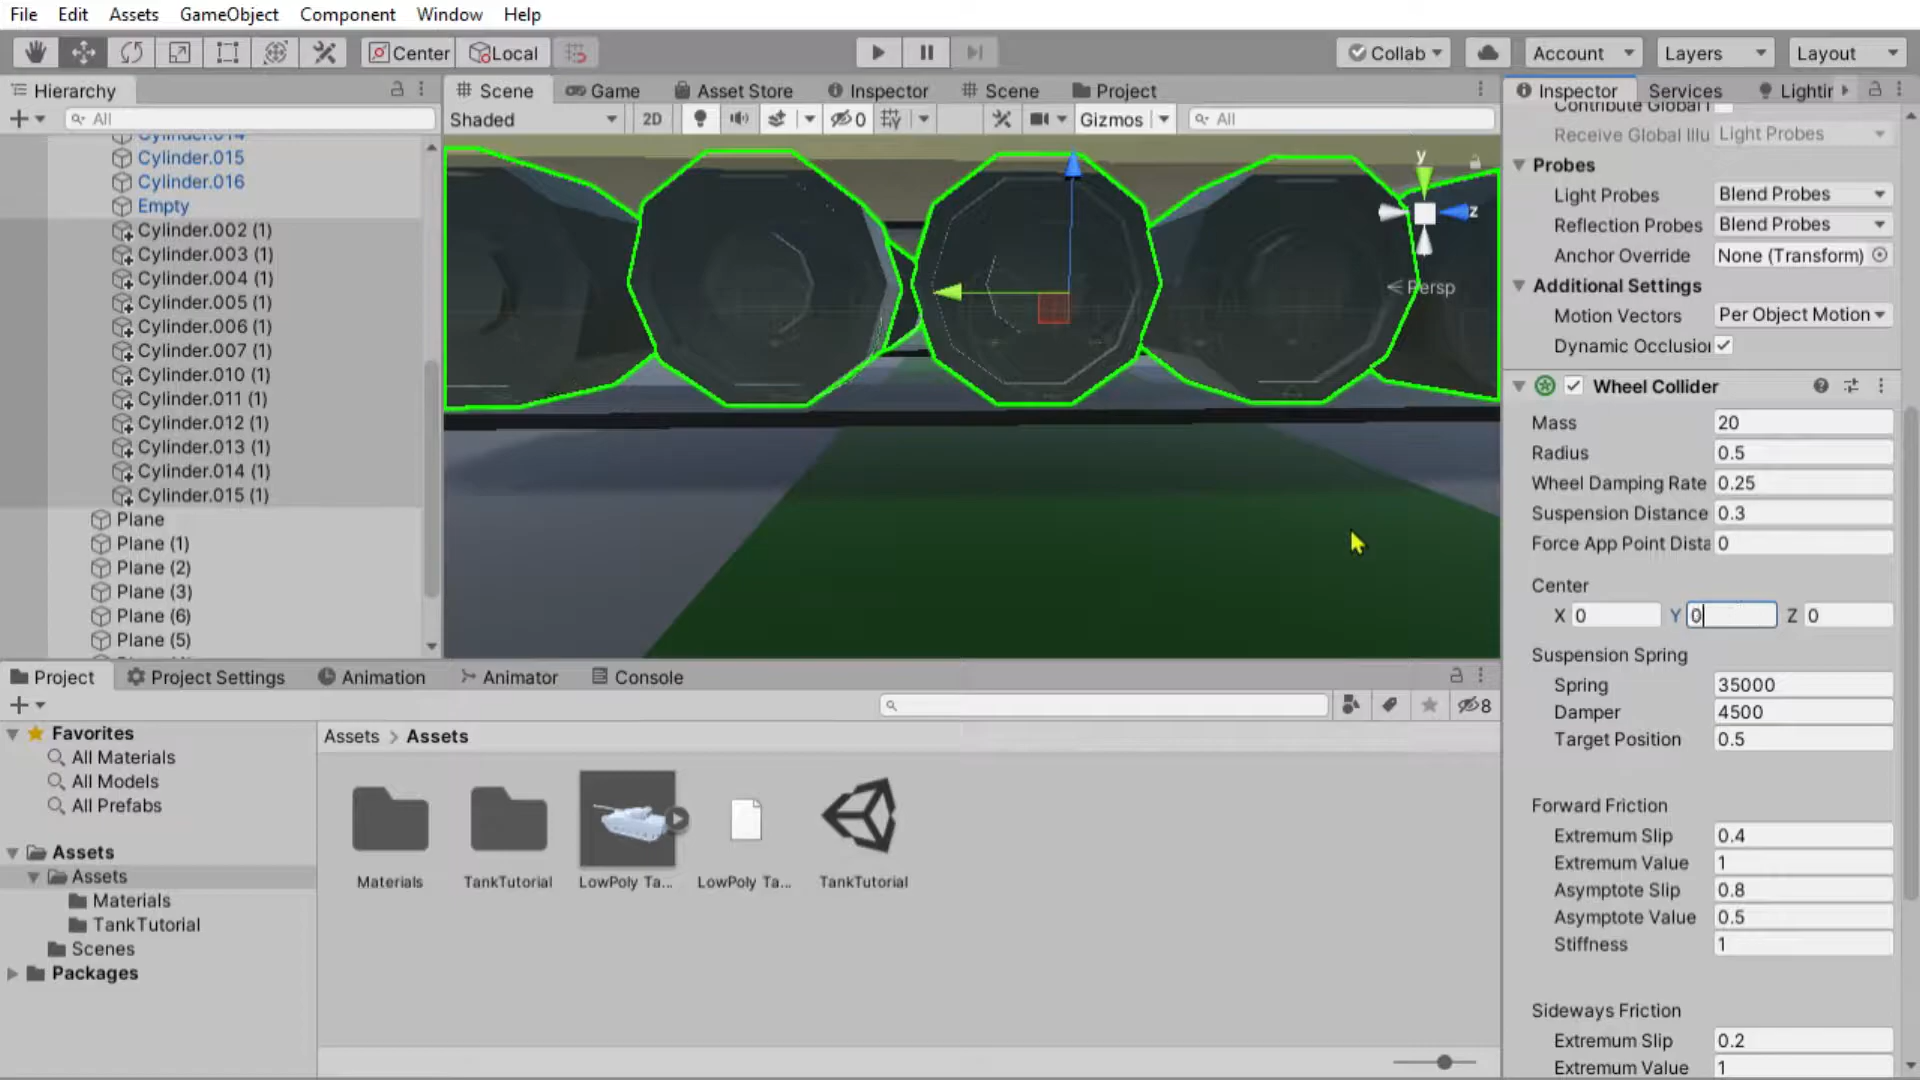 File Edit Assets GameObject Component Window Help
Center Local Collab Account Layers Layout
Hierarchy
All
Cylinder.014
Cylinder.015
Cylinder.016
Empty
Cylinder.002 (1)
Cylinder.003 (1)
Cylinder.004 (1)
Cylinder.005 (1)
Cylinder.006 (1)
Cylinder.007 (1)
Cylinder.010 (1)
Cylinder.011 (1)
Cylinder.012 (1)
Cylinder.013 (1)
Cylinder.014 (1)
Cylinder.015 (1)
Plane
Plane (1)
Plane (2)
Plane (3)
Plane (6)
Plane (5)
Scene Game Asset Store Inspector Scene Project
Shaded 2D 0 Gizmos All
y
z
Persp
Inspector Services Lightir
Contribute Global I
Receive Global Illu Light Probes
Probes
Light Probes Blend Probes
Reflection Probes Blend Probes
Anchor Override None (Transform)
Additional Settings
Motion Vectors Per Object Motion
Dynamic Occlusior
Wheel Collider
Mass 20
Radius 0.5
Wheel Damping Rate 0.25
Suspension Distance 0.3
Force App Point Dista 0
Center
X 0 Y 0 Z 0
Suspension Spring
Spring 35000
Damper 4500
Target Position 0.5
Forward Friction
Extremum Slip 0.4
Extremum Value 1
Asymptote Slip 0.8
Asymptote Value 0.5
Stiffness 1
Sideways Friction
Extremum Slip 0.2
Extremum Value 1
Project Project Settings Animation Animator Console
8
Favorites
All Materials
All Models
All Prefabs
Assets
Assets
Materials
TankTutorial
Scenes
Packages
Assets > Assets
Materials TankTutorial LowPoly Ta... LowPoly Ta... TankTutorial